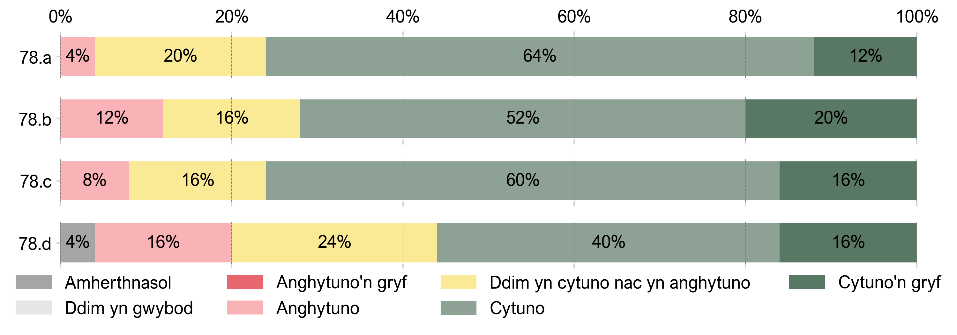 0% 20% 40% 60% 80% 100%
78.a 4% 20% 64% 12%
78.b 12% 16% 52% 20%
78.c 8% 16% 60% 16%
78.d 4% 16% 24% 40% 16%
Amherthnasol Anghytuno'n gryf Ddim yn cytuno nac yn anghytuno Cytuno'n gryf
Ddim yn gwybod Anghytuno Cytuno